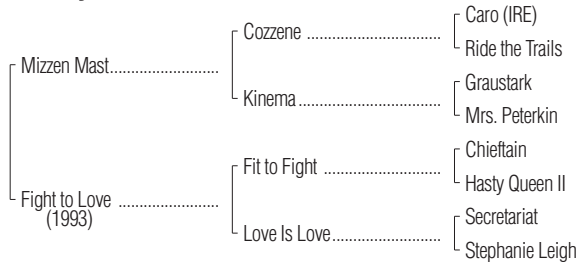 Caro (IRE)
Cozzene ..............................
Ride the Trails
Mizzen Mast.........................
Graustark
Kinema ..............................
Mrs. Peterkin
Chieftain
Fit to Fight ..........................
Hasty Queen II
Fight to Love .......................
(1993)
Secretariat
Love Is Love........................
Stephanie Leigh